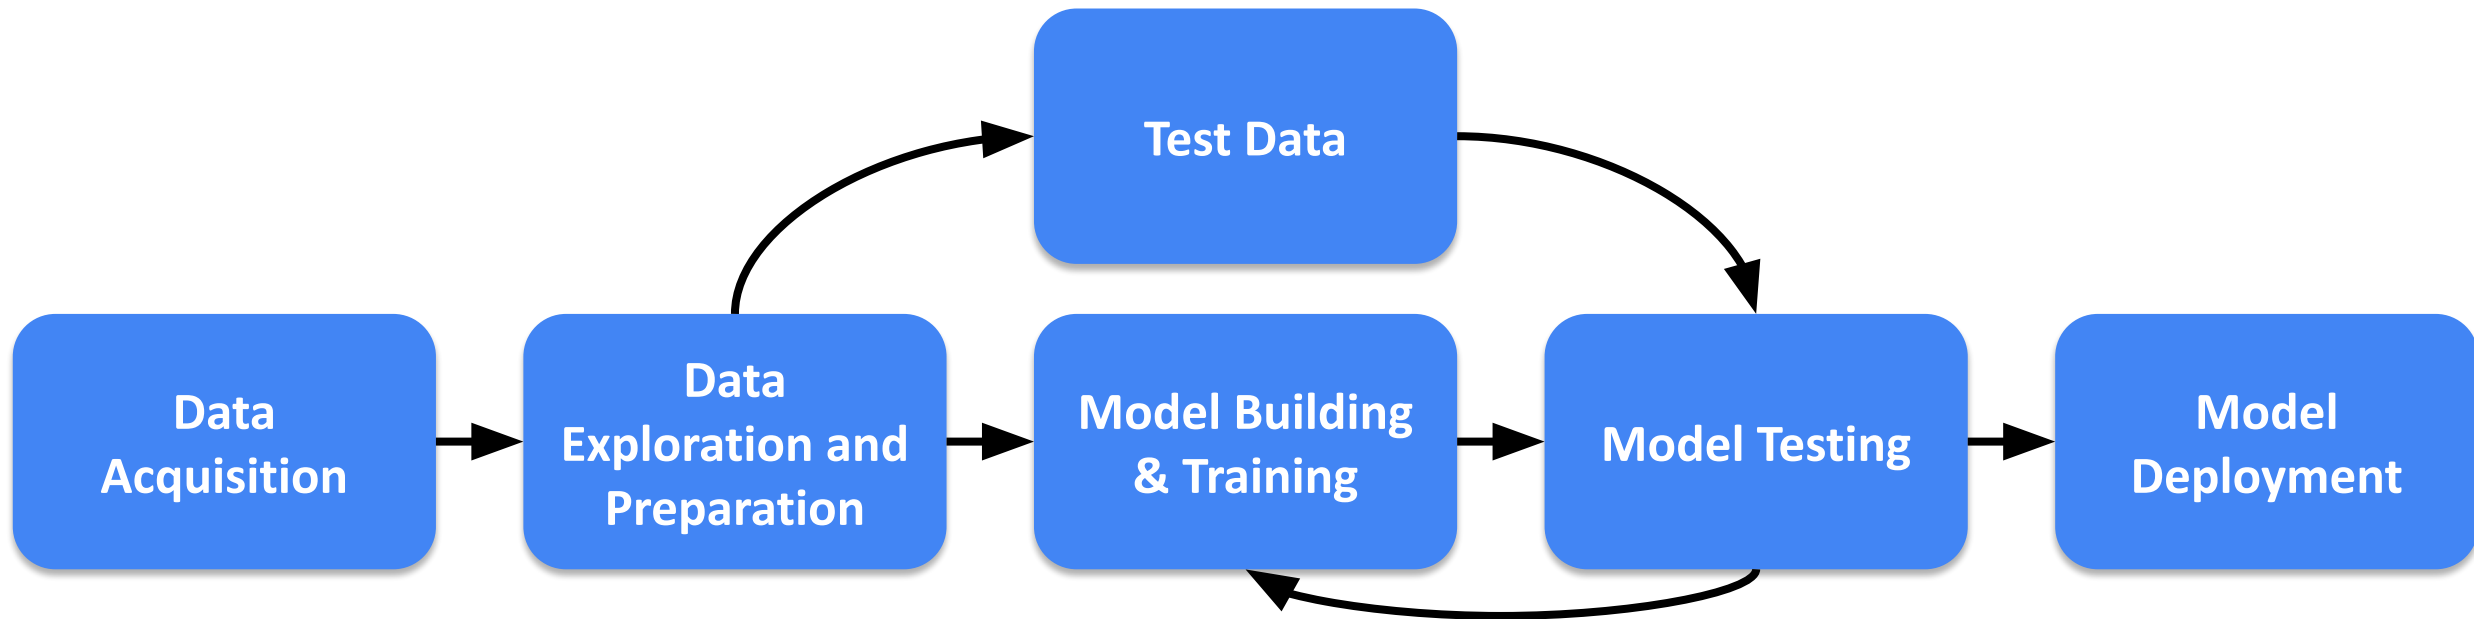 Test Data
Data
Acquisition
Data
Exploration and
Preparation
Model Building
& Training
Model Testing
Model
Deployment